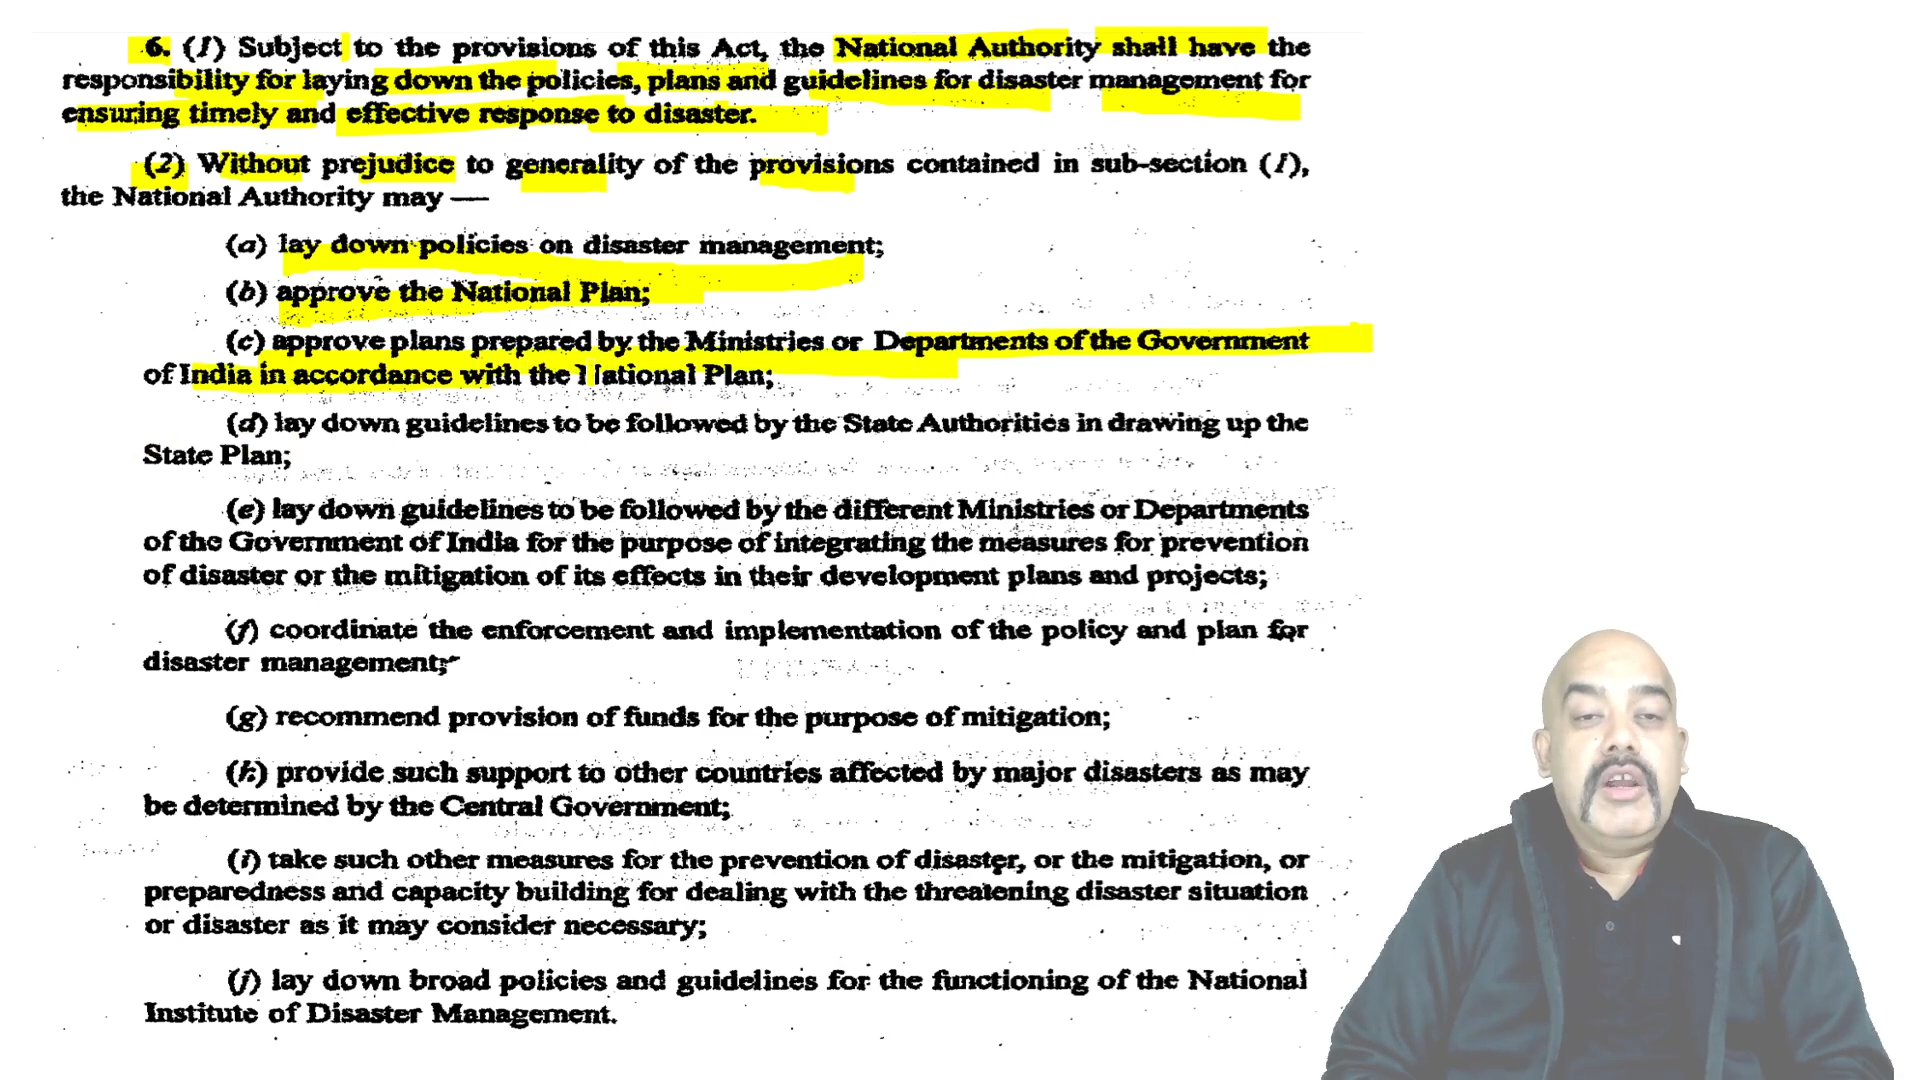 6. (1) Subject to the provisions of this Act, the National Authority shall have the
responsibility for laying down the policies, plans and guidelines for disaster management for
ensuring timely and effective response to disaster.
(2) Without prejudice to generality of the provisions contained in sub-section (1),
the National Authority may —
(a) lay down policies on disaster management;
(b) approve the National Plan;
(c) approve plans prepared by the Ministries or Departments of the Government
of India in accordance with the National Plan;
(d) lay down guidelines to be followed by the State Authorities in drawing up the
State Plan;
(e) lay down guidelines to be followed by the different Ministries or Departments
of the Government of India for the purpose of integrating the measures for prevention
of disaster or the mitigation of its effects in their development plans and projects;
(f) coordinate the enforcement and implementation of the policy and plan for
disaster management;
(g) recommend provision of funds for the purpose of mitigation;
(h) provide such support to other countries affected by major disasters as may
be determined by the Central Government;
(i) take such other measures for the prevention of disaster, or the mitigation, or
preparedness and capacity building for dealing with the threatening disaster situation
or disaster as it may consider necessary;
(j) lay down broad policies and guidelines for the functioning of the National
Institute of Disaster Management.